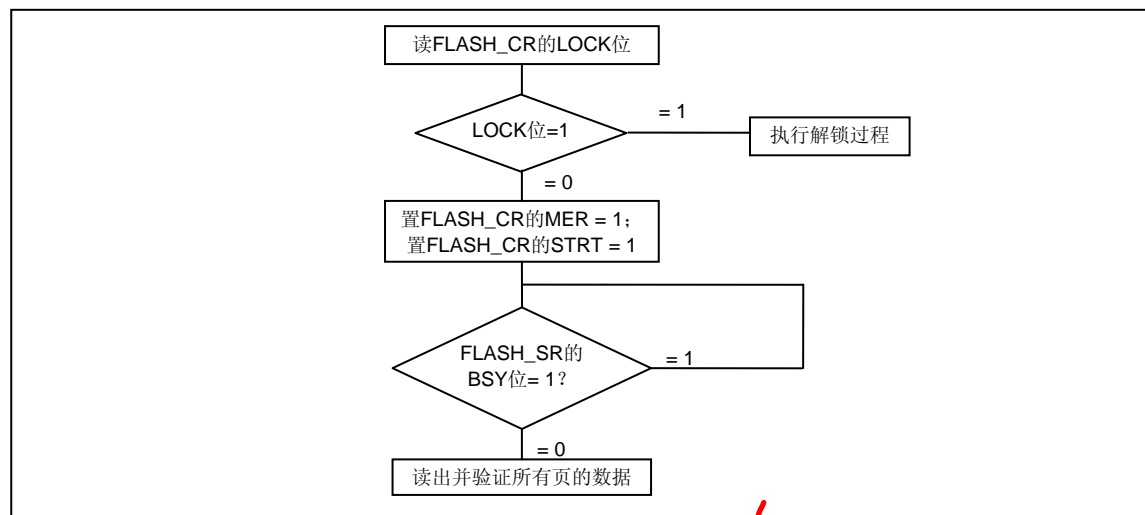 读FLASH_CR的LOCK位
LOCK位=1
= 1
执行解锁过程
= 0
置FLASH_CR的MER = 1；
置FLASH_CR的STRT = 1
FLASH_SR的
BSY位= 1？
= 1
= 0
读出并验证所有页的数据